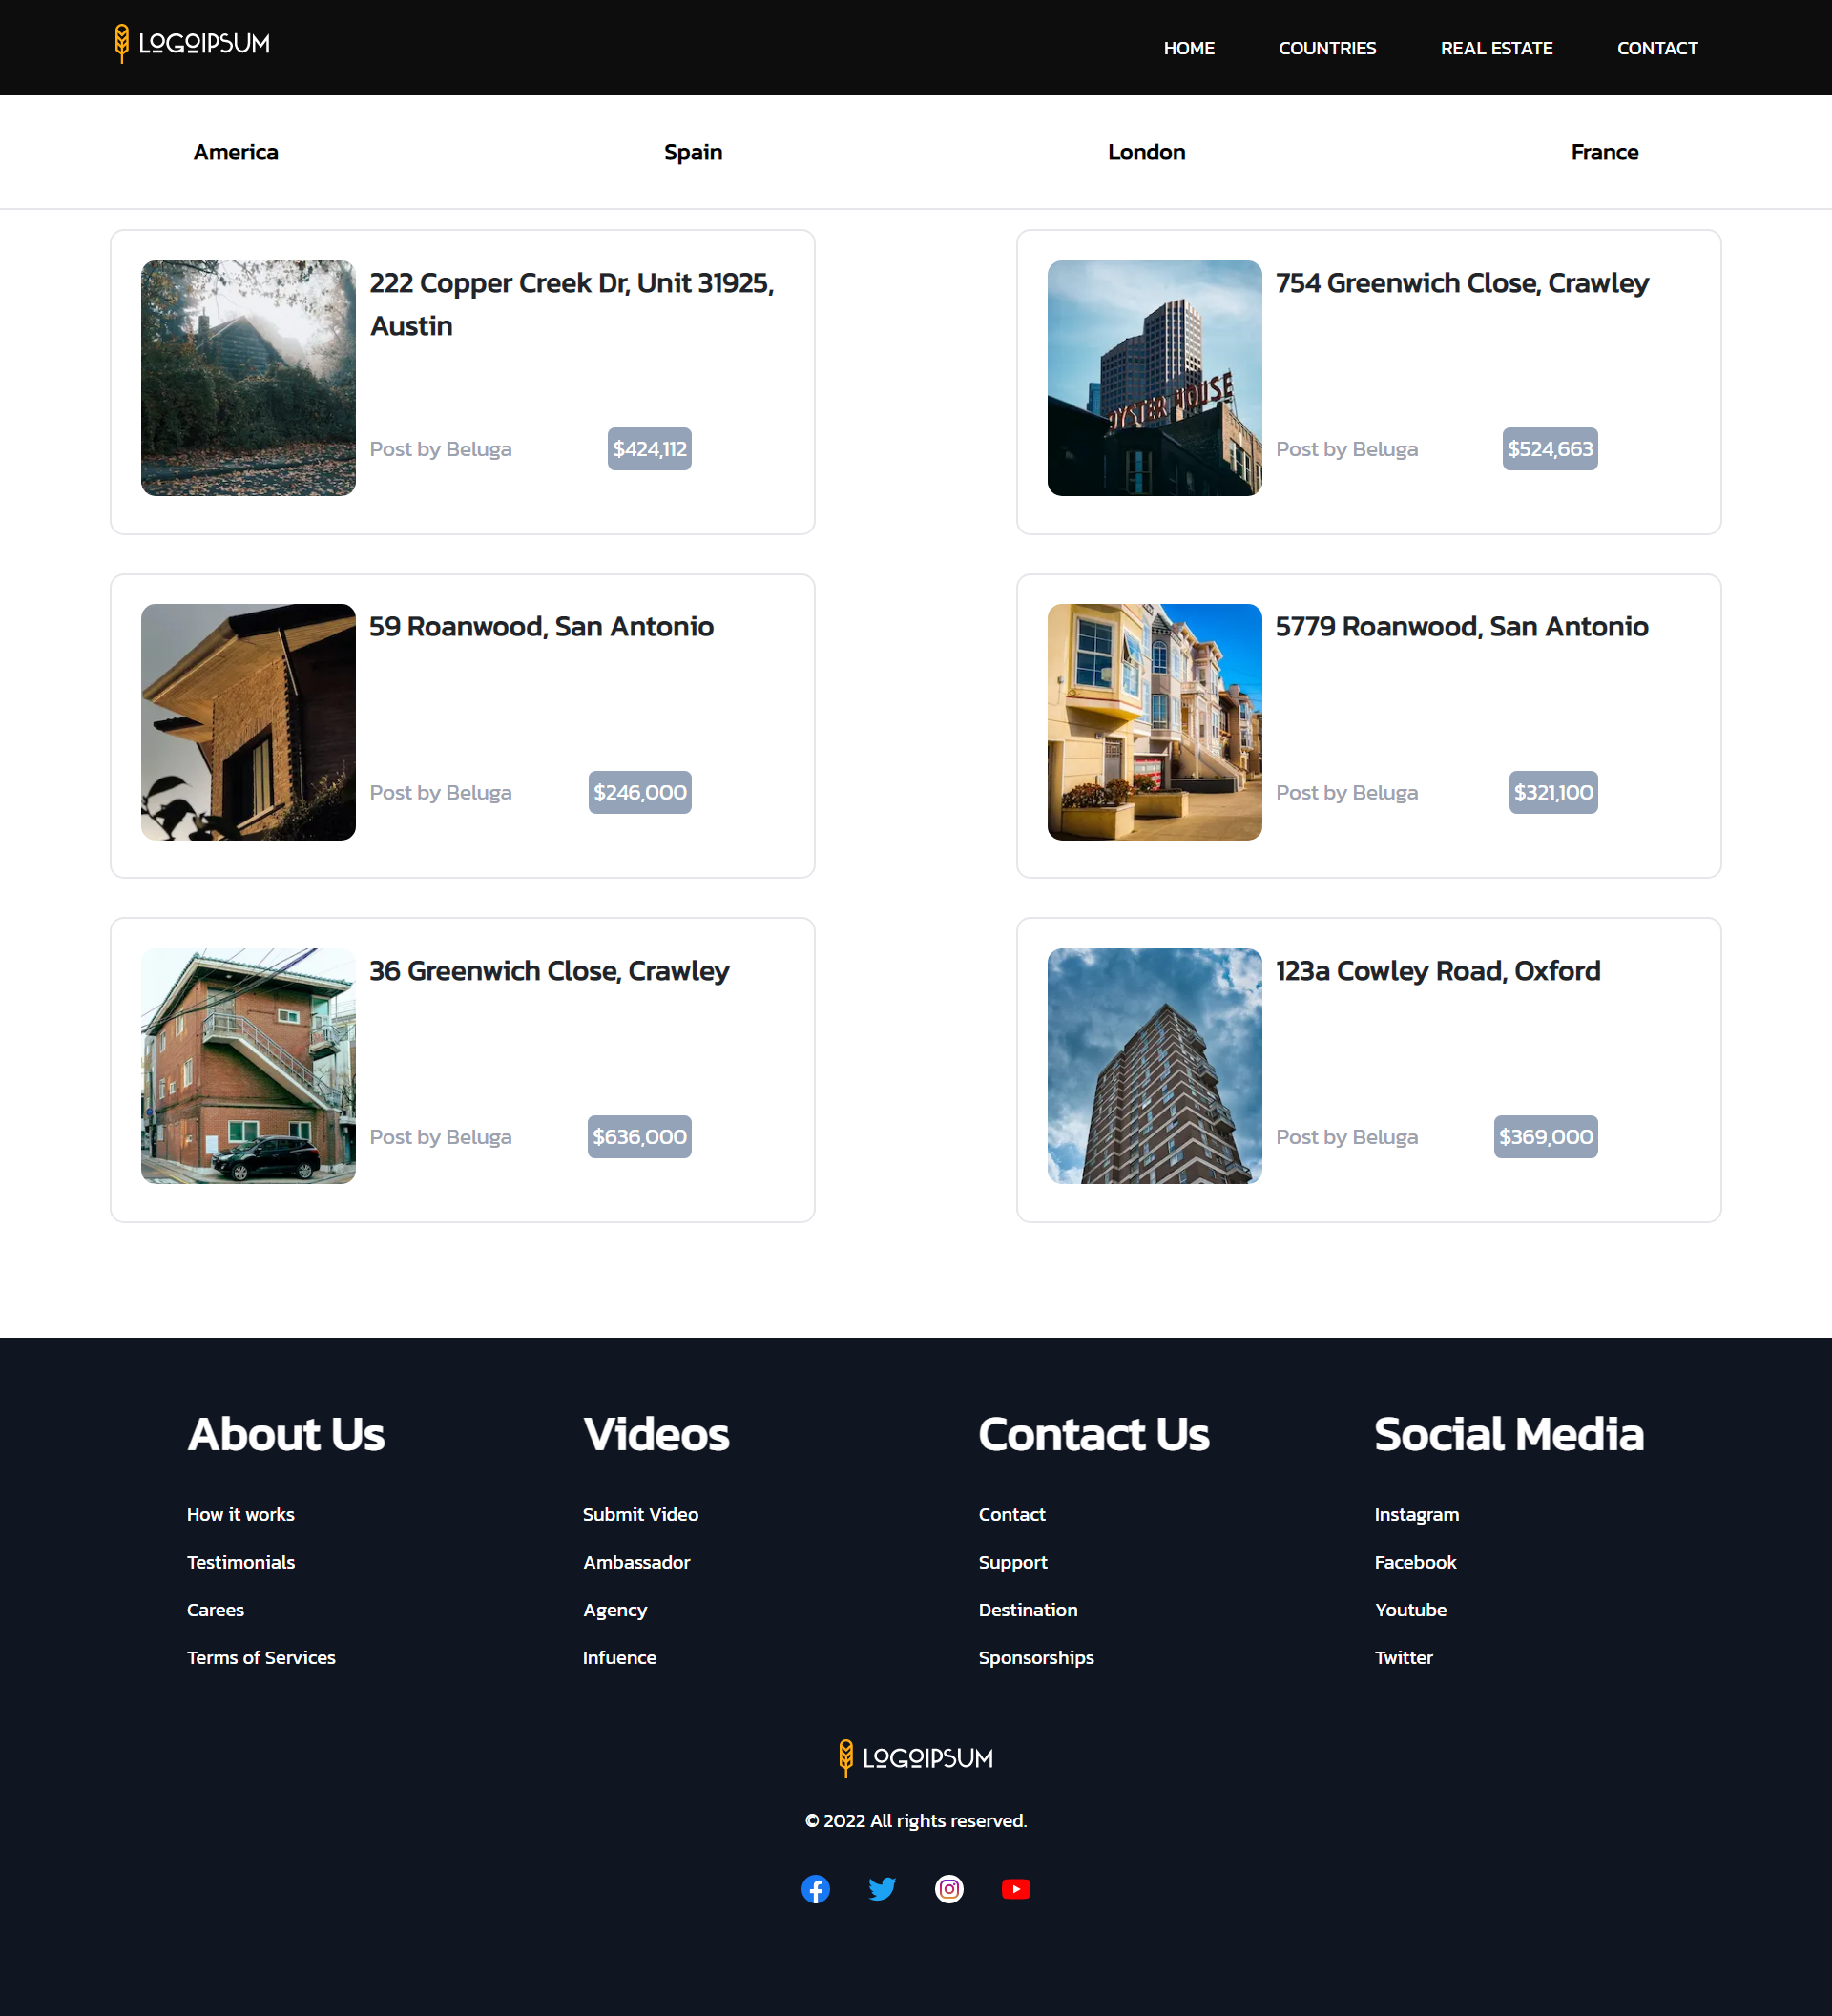 LOGOIPSUM
HOME COUNTRIES REAL ESTATE CONTACT
America Spain London France
222 Copper Creek Dr, Unit 31925,
Austin
Post by Beluga $424,112
754 Greenwich Close, Crawley
OYSTER HOUSE
Post by Beluga $524,663
59 Roanwood, San Antonio
Post by Beluga $246,000
5779 Roanwood, San Antonio
Post by Beluga $321,100
36 Greenwich Close, Crawley
Post by Beluga $636,000
123a Cowley Road, Oxford
Post by Beluga $369,000
About Us
How it works
Testimonials
Carees
Terms of Services
Videos
Submit Video
Ambassador
Agency
Infuence
Contact Us
Contact
Support
Destination
Sponsorships
Social Media
Instagram
Facebook
Youtube
Twitter
LOGOIPSUM
© 2022 All rights reserved.